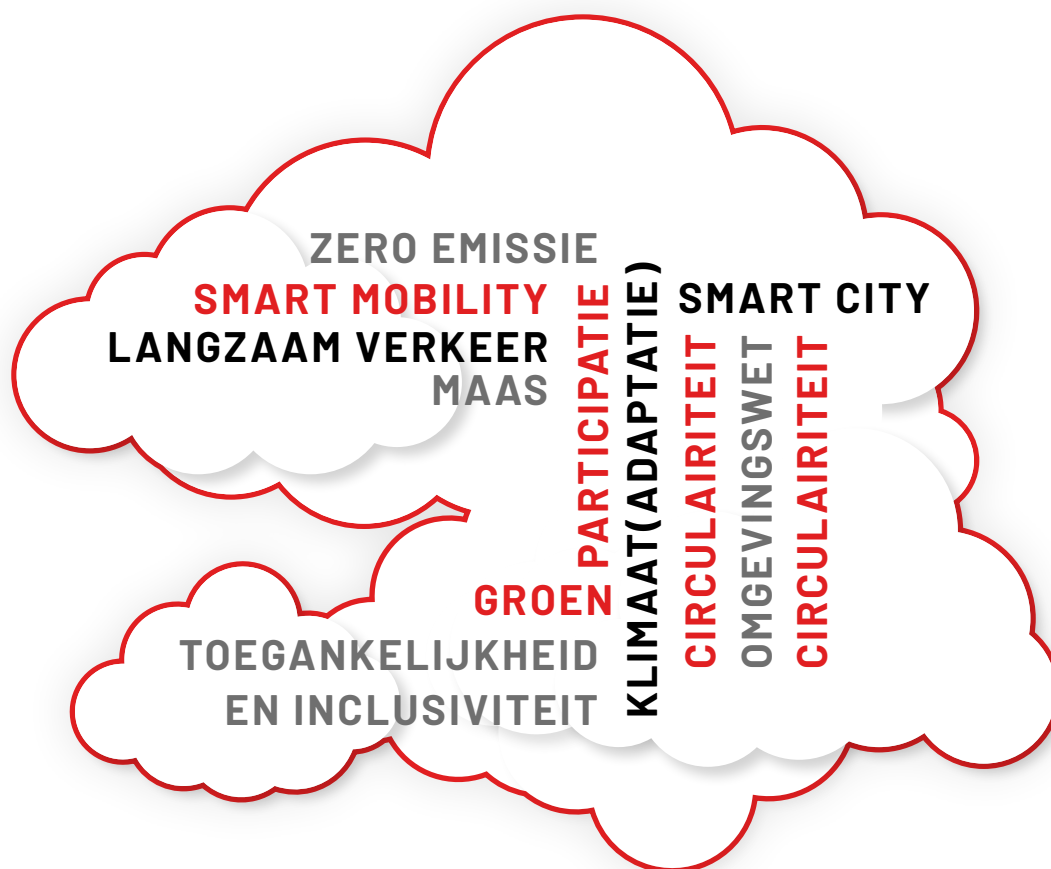 ZERO EMISSIE
SMART MOBILITY
LANGZAAM VERKEER
MAAS
PARTICIPATIE
KLIMAAT(ADAPTATIE)
SMART CITY
CIRCULAIRITEIT
OMGEVINGSWET
CIRCULAIRITEIT
GROEN
TOEGANKELIJKHEID
EN INCLUSIVITEIT